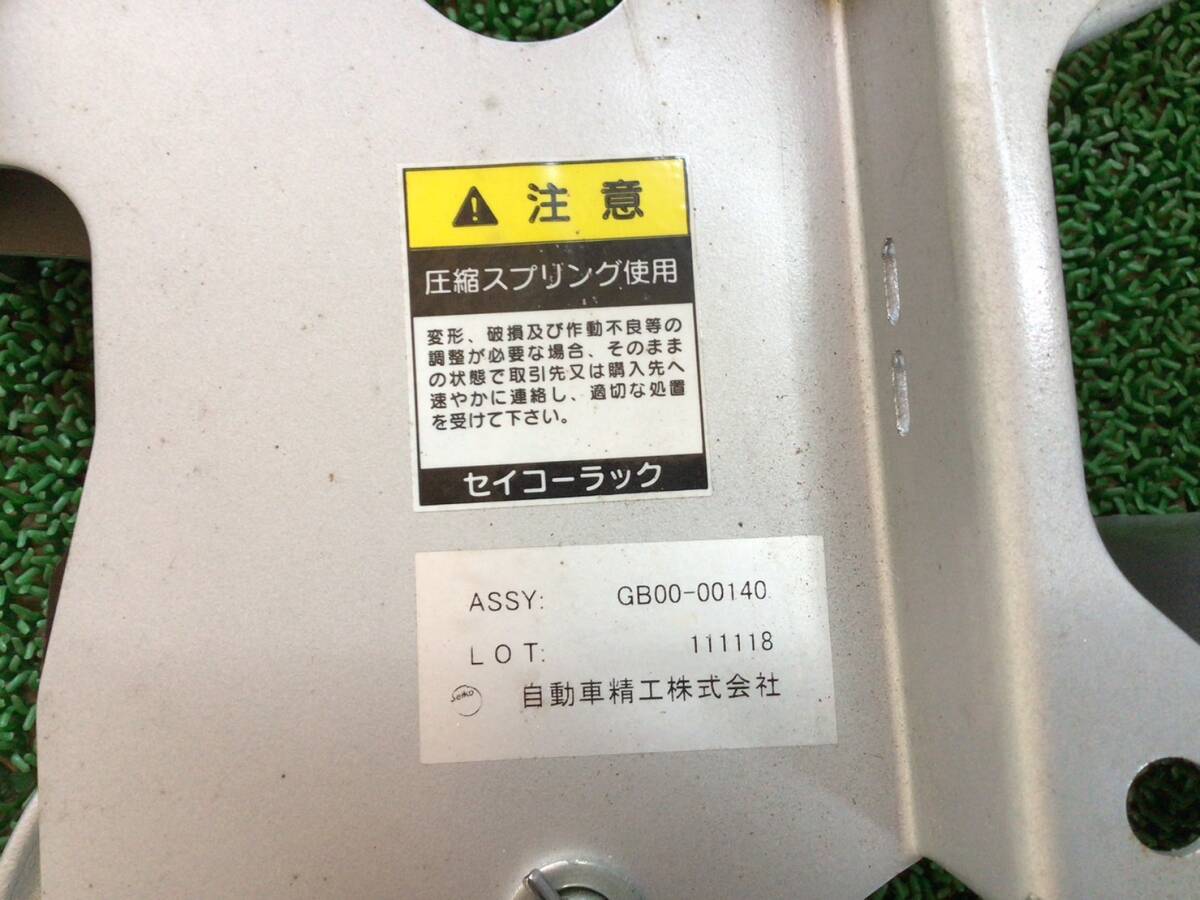 注意
圧縮スプリング使用
変形、破損及び作動不良等の
調整が必要な場合、そのまま
の状態で取引先又は購入先へ
速やかに連絡し、適切な処置
を受けて下さい。
セイコーラック
ASSY: GB00-00140
LOT: 111118
Seiko 自動車精工株式会社